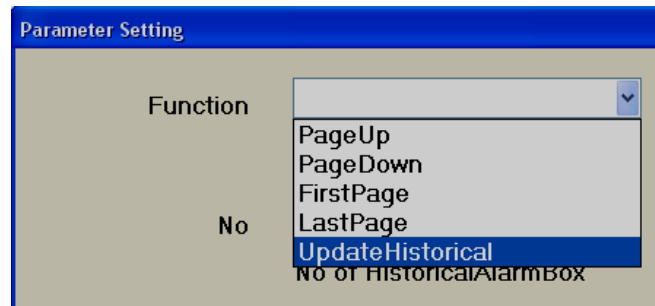 Parameter Setting
Function
PageUp
PageDown
FirstPage
No
LastPage
UpdateHistorical
No of HistoricalAlarmBox